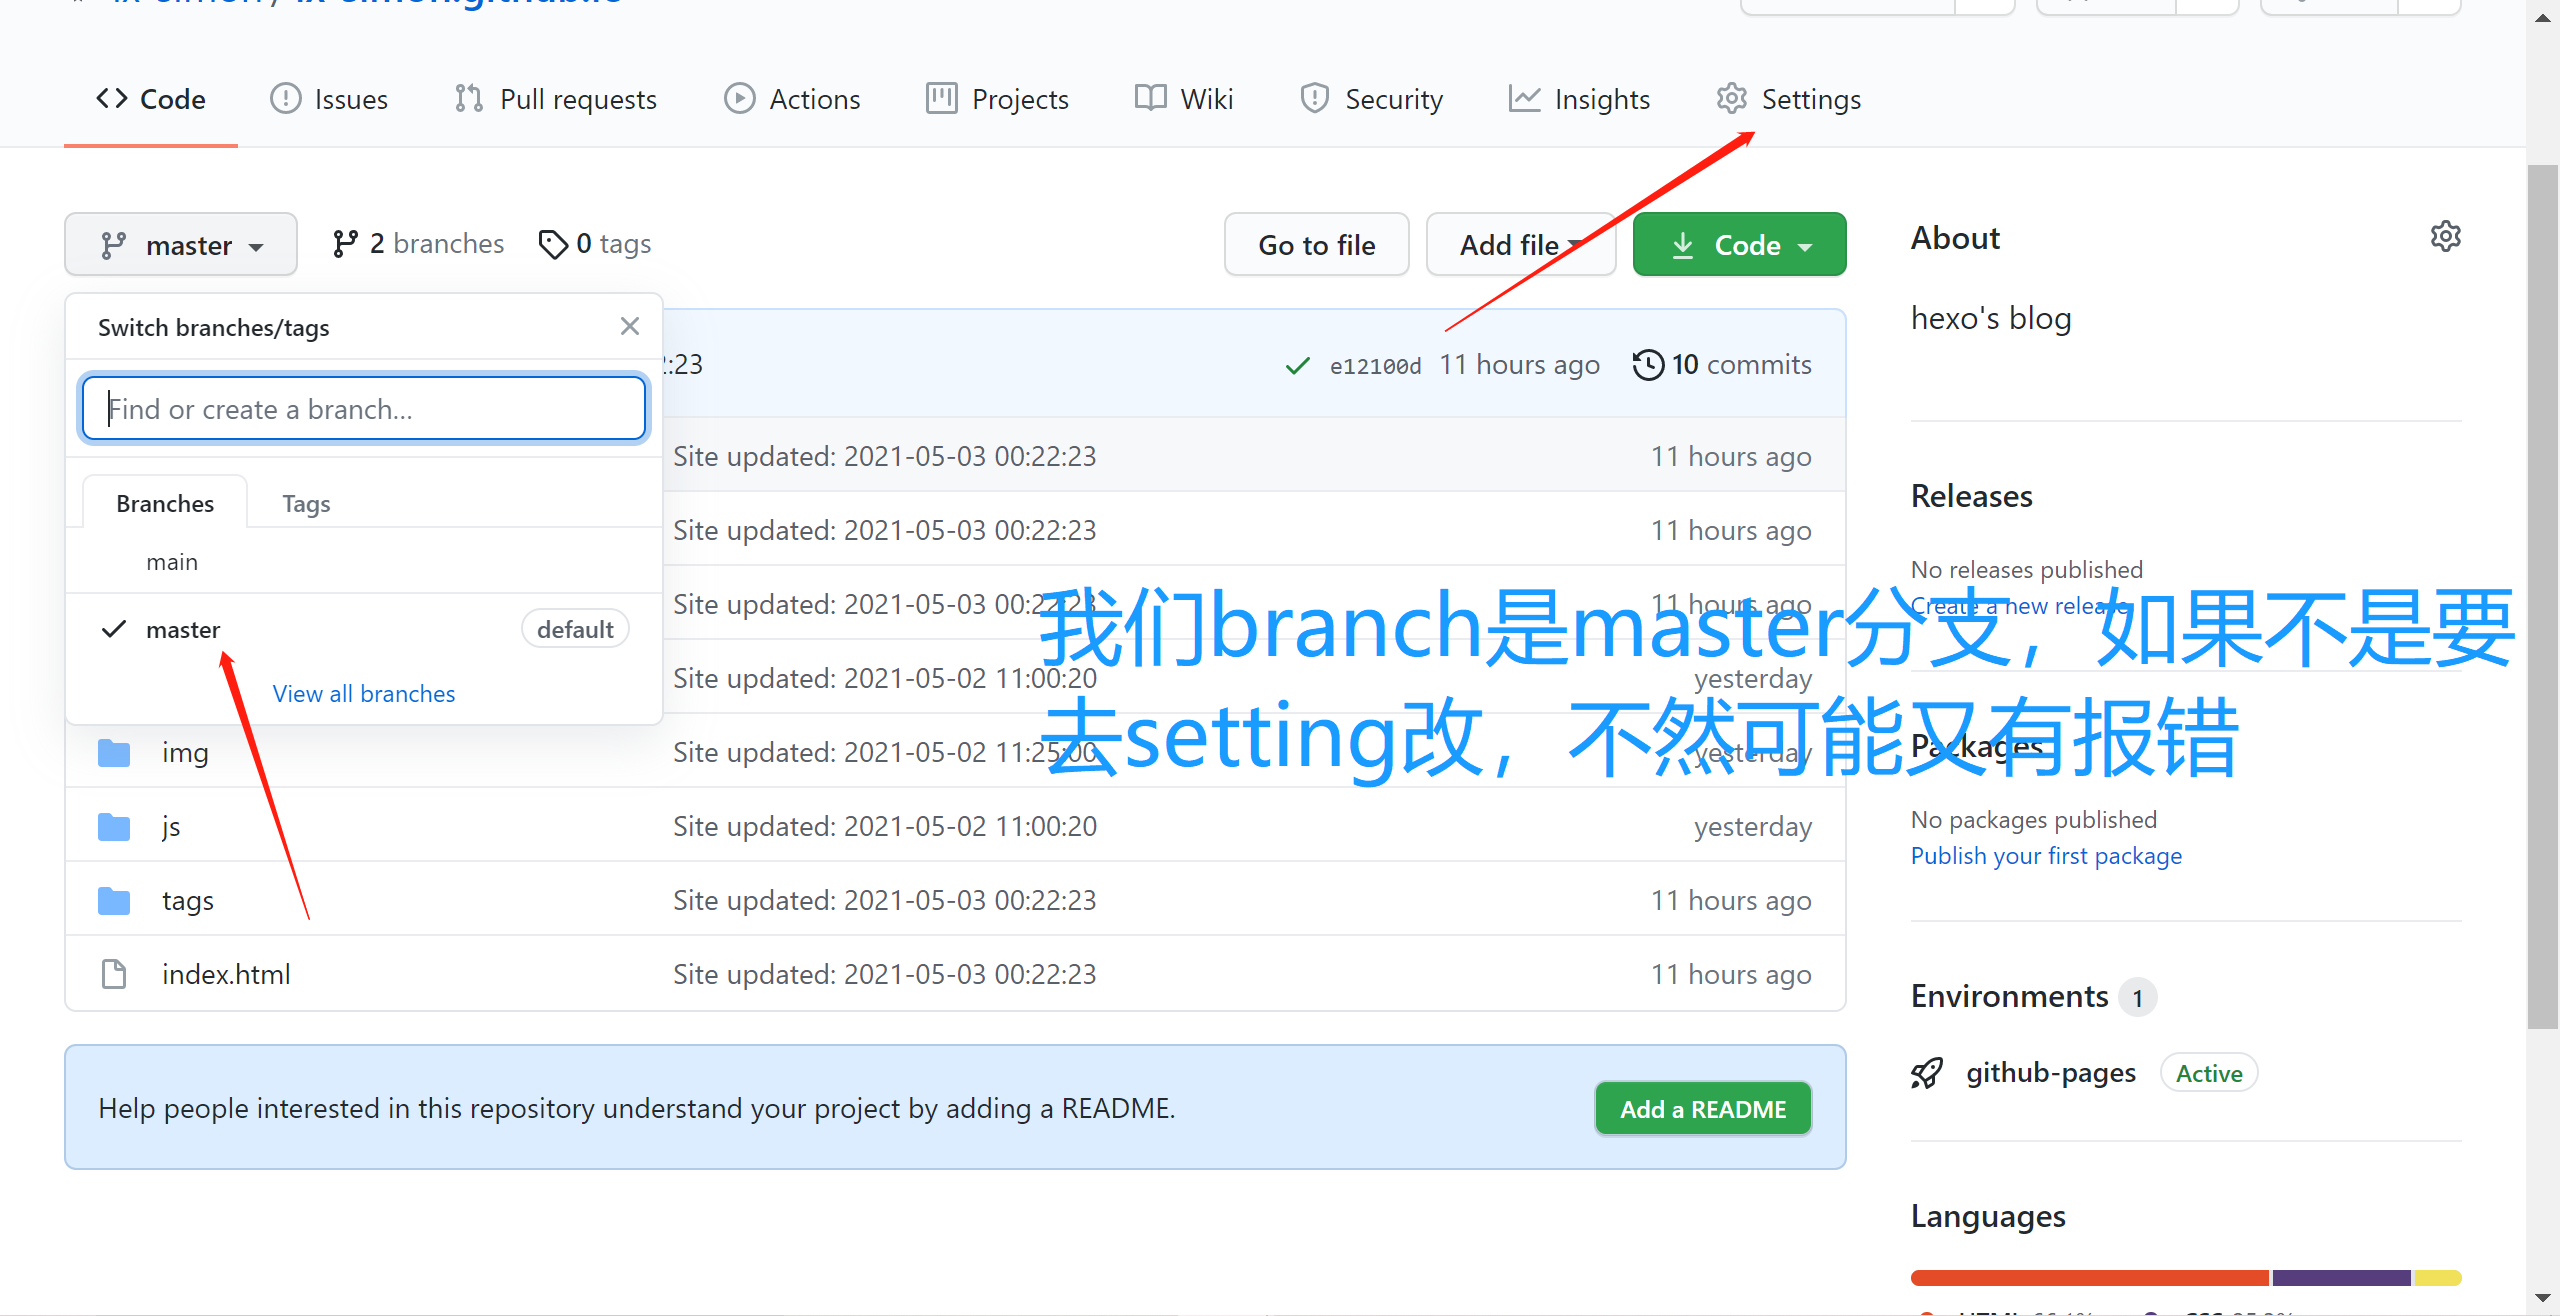 Code Issues Pull requests Actions Projects Wiki Security Insights Settings
master 2 branches 0 tags Go to file Add file Code
Switch branches/tags
:23 e12100d 11 hours ago 10 commits
Find or create a branch...
Site updated: 2021-05-03 00:22:23 11 hours ago
Branches Tags
Site updated: 2021-05-03 00:22:23 11 hours ago
main
Site updated: 2021-05-03 00:22:23 11 hours ago
master default
Site updated: 2021-05-02 11:00:20 yesterday
View all branches
img Site updated: 2021-05-02 11:25:00 yesterday
js Site updated: 2021-05-02 11:00:20 yesterday
tags Site updated: 2021-05-03 00:22:23 11 hours ago
index.html Site updated: 2021-05-03 00:22:23 11 hours ago
我们branch是master分支，如果不是要
去setting改，不然可能又有报错
Help people interested in this repository understand your project by adding a README.
Add a README
About
hexo's blog
Releases
No releases published
Create a new release
Packages
No packages published
Publish your first package
Environments 1
github-pages Active
Languages